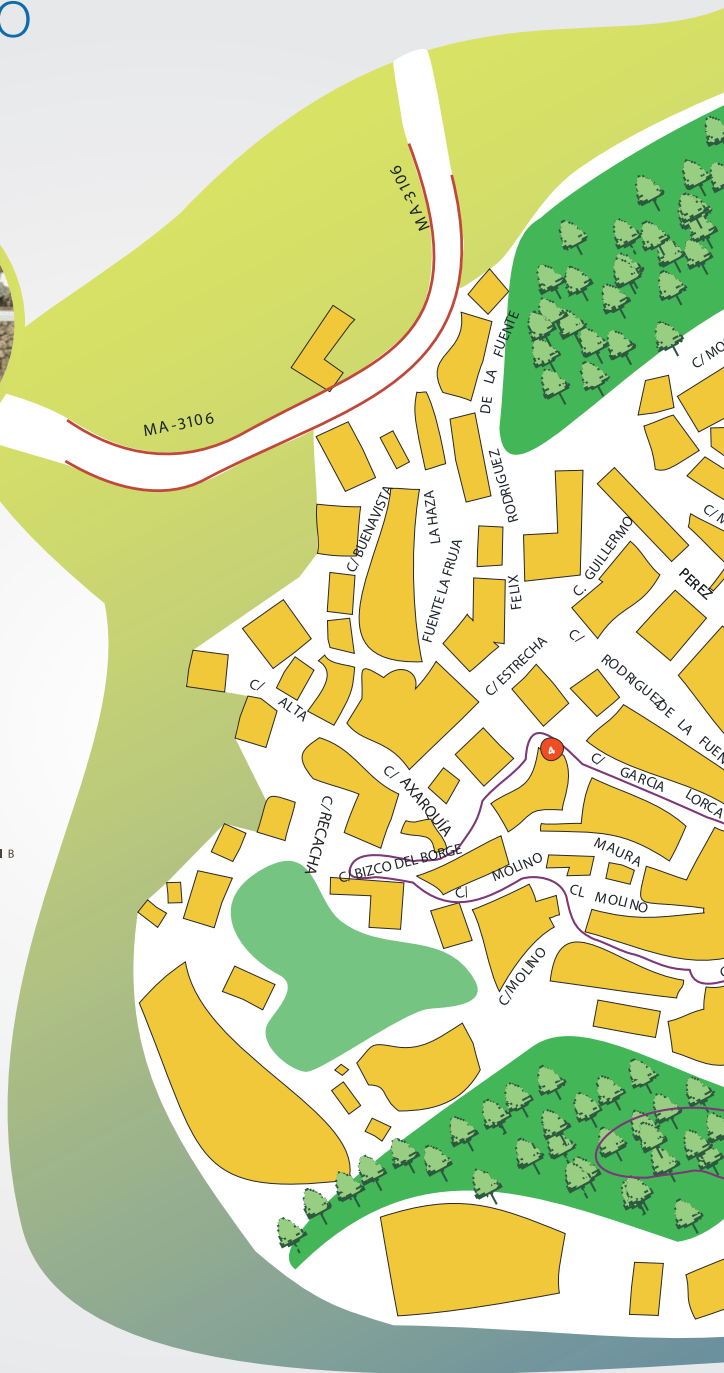 O
MA-3106
MA-3106
DE LA FUENTE
RODRIGUEZ
FELIX
C/ BUENAVISTA
LA HAZA
FUENTE LA FRUJA
C/ GUILLERMO
PEREZ
C/ MO
C/ M
C/
RODRIGUEZ
DE LA FUEN
C/ ESTRECHA
C/ ALTA
4
C/ GARCIA LORCA
C/ AXARQUÍA
C/ RECACHA
C/ BIZCO DEL BORGE
MAURA
C/ MOLINO
CL MOLINO
B
C/MOLINO